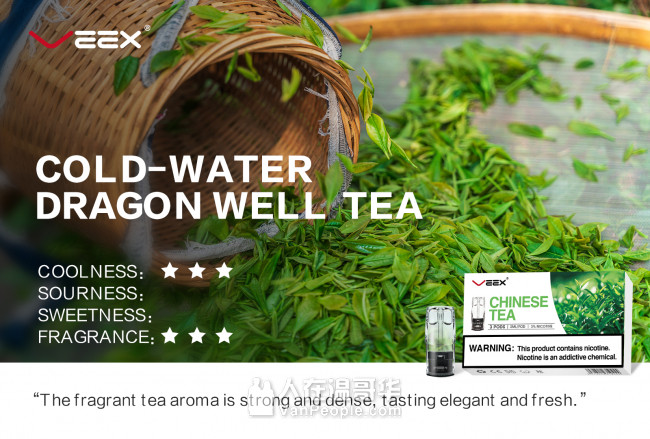 VEEX®
COLD-WATER
DRAGON WELL TEA
COOLNESS: ★★★
SOURNESS:
SWEETNESS:
FRAGRANCE: ★★★
VEEX®
CHINESE
TEA
3 PODS
WARNING: This product contains nicotine.
Nicotine is an addictive chemical.
“The fragrant tea aroma is strong and dense, tasting elegant and fresh.”
人在温哥华
VanPeople.com